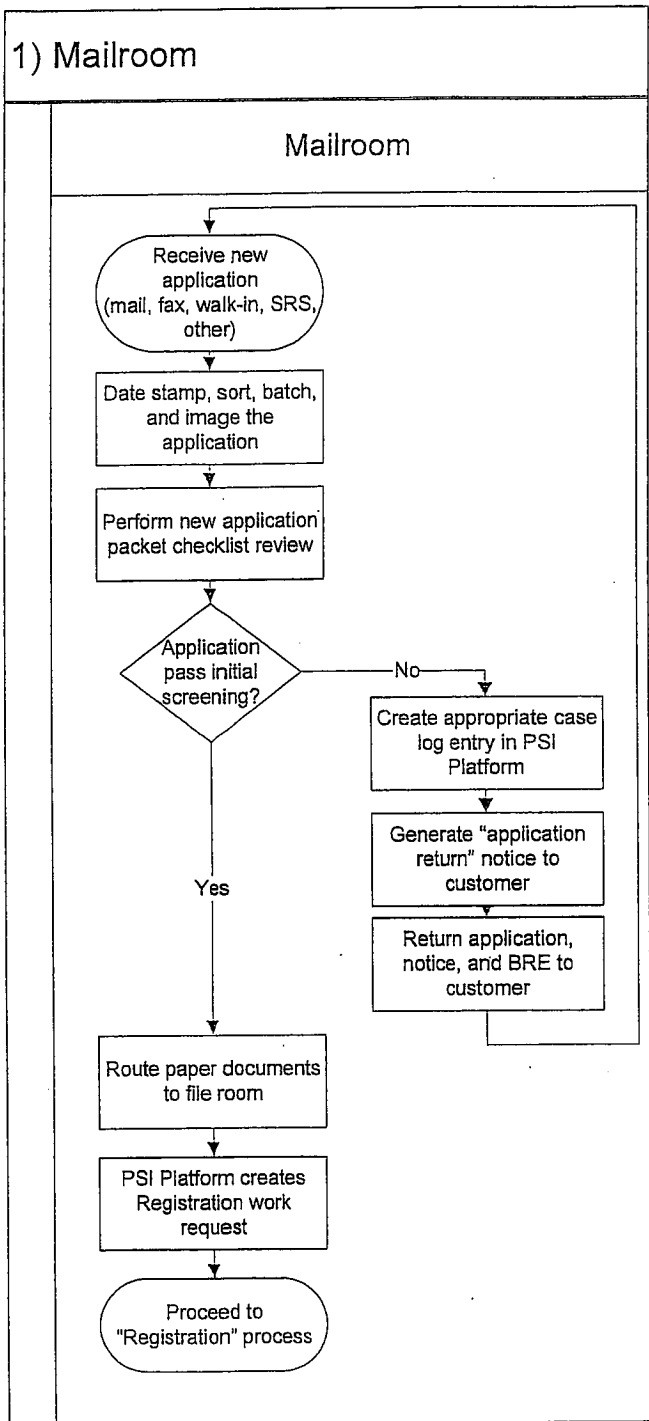 1) Mailroom
Mailroom
Receive new
application
(mail, fax, walk-in, SRS,
other)
Date stamp, sort, batch,
and image the
application
Perform new application
packet checklist review
Application
pass initial
screening?
No
Create appropriate case
log entry in PSI
Platform
Generate "application
return" notice to
customer
Return application,
notice, and BRE to
customer
Yes
Route paper documents
to file room
PSI Platform creates
Registration work
request
Proceed to
"Registration" process